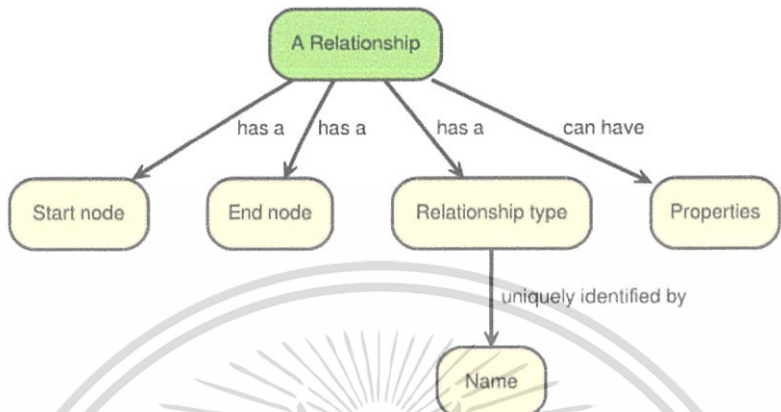 A Relationship
has a
has a
has a
can have
Start node
End node
Relationship type
Properties
uniquely identified by
Name